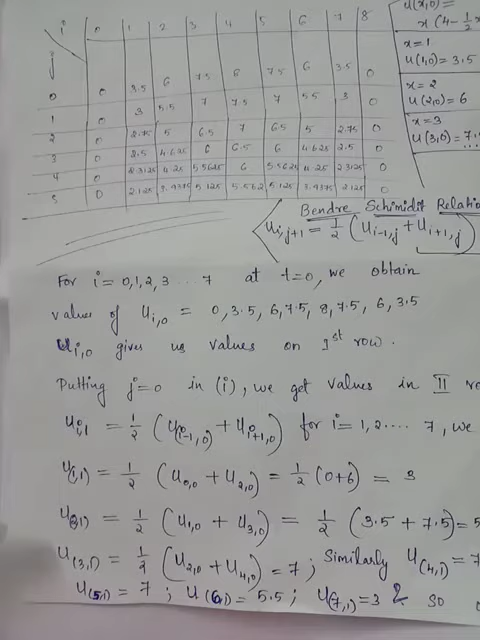 i 0 1 2 3 4 5 6 7 8
j
0 0 3.5 6 7.5 8 7.5 6 3.5 0
1 0 3 5.5 7 7.5 7 5.5 3 0
2 0 2.75 5 6.5 7 6.5 5 2.75 0
3 0 2.5 4.625 6 6.5 6 4.625 2.5 0
4 0 2.3125 4.25 5.5625 6 5.5625 4.25 2.3125 0
5 0 2.125 3.9375 5.125 5.562 5.125 3.9375 2.125 0
u(x,0) =
x(4 - 1/2 x
x = 1
u(1,0) = 3.5
x = 2
u(2,0) = 6
x = 3
u(3,0) = 7.
Bendre Schimidit Relatio
u_{i,j+1} = 1/2 (u_{i-1,j} + u_{i+1,j})
For i = 0,1,2,3 ... 7 at t=0, we obtain
values of u_{i,0} = 0, 3.5, 6, 7.5, 8, 7.5, 6, 3.5
u_{i,0} gives us values on 1st row.
Putting j=0 in (i), we get values in II
u_{i,1} = 1/2 (u_{i-1,0} + u_{i+1,0}) for i = 1,2.... 7, we
u_{(1,1)} = 1/2 (u_{0,0} + u_{2,0}) = 1/2 (0+6) = 3
u_{(2,1)} = 1/2 (u_{1,0} + u_{3,0}) = 1/2 (3.5 + 7.5) = 5
u_{(3,1)} = 1/2 (u_{2,0} + u_{4,0}) = 7 ; Similarly u_{(4,1)} = 7
u_{(5,1)} = 7 ; u_{(6,1)} = 5.5 ; u_{(7,1)} = 3 & so